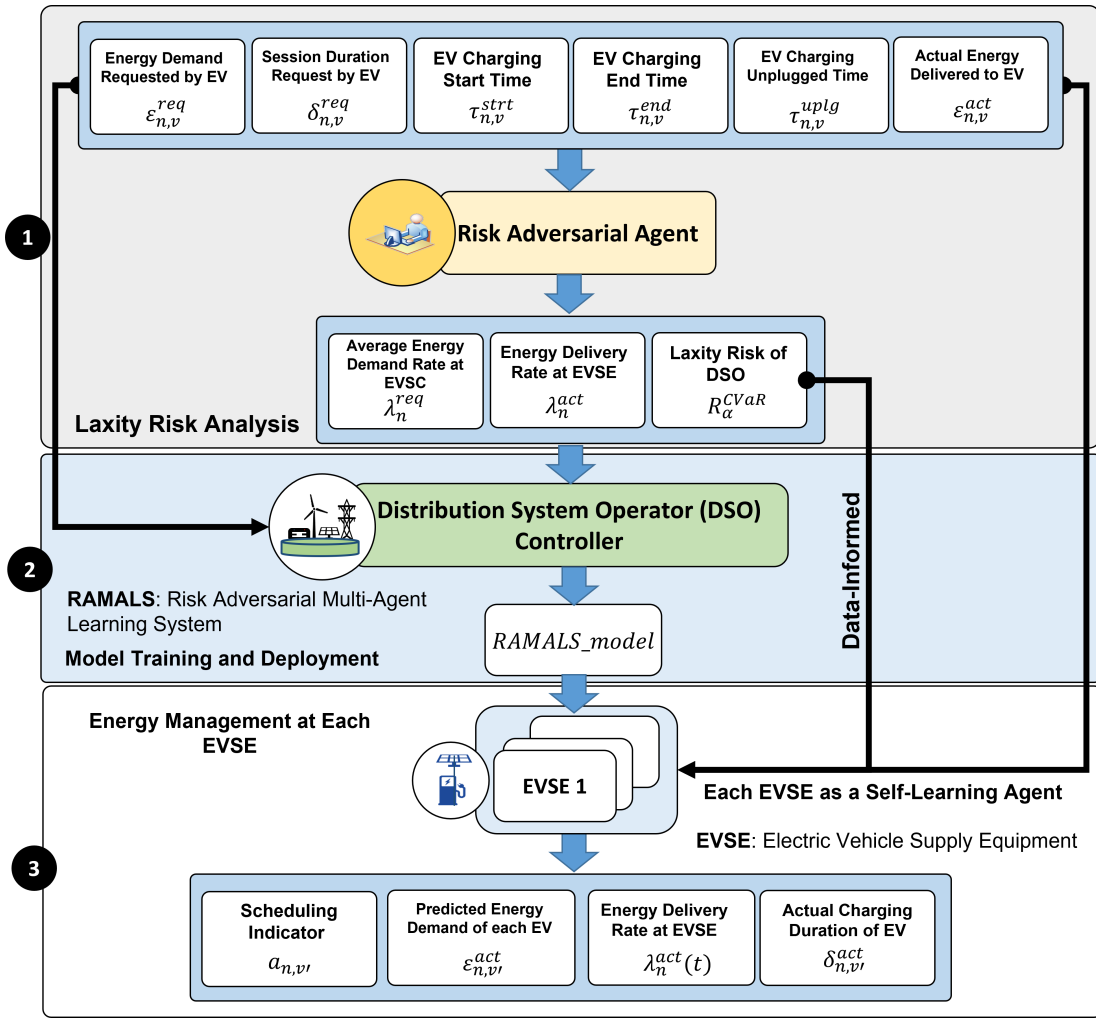 Energy Demand
Requested by EV
ε_{n,v}^{req}
Session Duration
Request by EV
δ_{n,v}^{req}
EV Charging
Start Time
τ_{n,v}^{strt}
EV Charging
End Time
τ_{n,v}^{end}
EV Charging
Unplugged Time
τ_{n,v}^{uplg}
Actual Energy
Delivered to EV
ε_{n,v}^{act}
1
Risk Adversarial Agent
Average Energy
Demand Rate at
EVSC
λ_n^{req}
Energy Delivery
Rate at EVSE
λ_n^{act}
Laxity Risk of
DSO
R_α^{CVaR}
Laxity Risk Analysis
Distribution System Operator (DSO)
Controller
2
RAMALS: Risk Adversarial Multi-Agent
Learning System
Model Training and Deployment
RAMALS_model
Data-Informed
Energy Management at Each
EVSE
EVSE 1
Each EVSE as a Self-Learning Agent
EVSE: Electric Vehicle Supply Equipment
3
Scheduling
Indicator
a_{n,v′}
Predicted Energy
Demand of each EV
ε_{n,v′}^{act}
Energy Delivery
Rate at EVSE
λ_n^{act}(t)
Actual Charging
Duration of EV
δ_{n,v′}^{act}